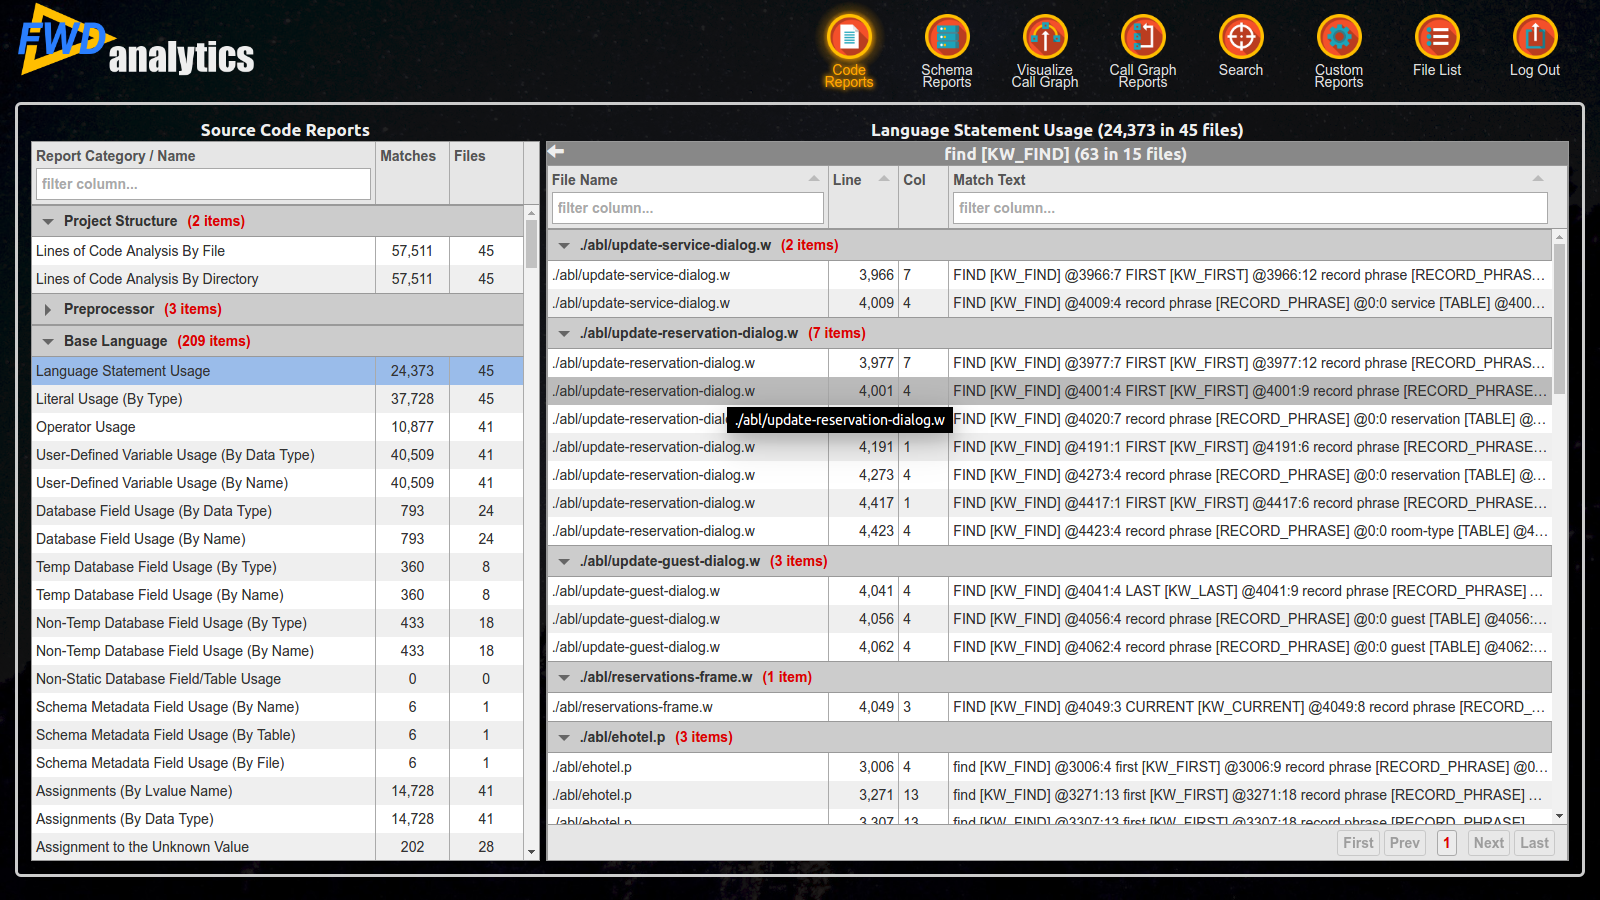 FWD analytics
Code Reports
Schema Reports
Visualize Call Graph
Call Graph Reports
Search
Custom Reports
File List
Log Out
Source Code Reports
Report Category / Name Matches Files
filter column...
Project Structure (2 items)
Lines of Code Analysis By File 57,511 45
Lines of Code Analysis By Directory 57,511 45
Preprocessor (3 items)
Base Language (209 items)
Language Statement Usage 24,373 45
Literal Usage (By Type) 37,728 45
Operator Usage 10,877 41
User-Defined Variable Usage (By Data Type) 40,509 41
User-Defined Variable Usage (By Name) 40,509 41
Database Field Usage (By Data Type) 793 24
Database Field Usage (By Name) 793 24
Temp Database Field Usage (By Type) 360 8
Temp Database Field Usage (By Name) 360 8
Non-Temp Database Field Usage (By Type) 433 18
Non-Temp Database Field Usage (By Name) 433 18
Non-Static Database Field/Table Usage 0 0
Schema Metadata Field Usage (By Name) 6 1
Schema Metadata Field Usage (By Table) 6 1
Schema Metadata Field Usage (By File) 6 1
Assignments (By Lvalue Name) 14,728 41
Assignments (By Data Type) 14,728 41
Assignment to the Unknown Value 202 28
Language Statement Usage (24,373 in 45 files)
find [KW_FIND] (63 in 15 files)
File Name Line Col Match Text
filter column... filter column...
./abl/update-service-dialog.w (2 items)
./abl/update-service-dialog.w 3,966 7 FIND [KW_FIND] @3966:7 FIRST [KW_FIRST] @3966:12 record phrase [RECORD_PHRAS...
./abl/update-service-dialog.w 4,009 4 FIND [KW_FIND] @4009:4 record phrase [RECORD_PHRASE] @0:0 service [TABLE] @400...
./abl/update-reservation-dialog.w (7 items)
./abl/update-reservation-dialog.w 3,977 7 FIND [KW_FIND] @3977:7 FIRST [KW_FIRST] @3977:12 record phrase [RECORD_PHRAS...
./abl/update-reservation-dialog.w 4,001 4 FIND [KW_FIND] @4001:4 FIRST [KW_FIRST] @4001:9 record phrase [RECORD_PHRASE...
./abl/update-reservation-dial ./abl/update-reservation-dialog.w FIND [KW_FIND] @4020:7 record phrase [RECORD_PHRASE] @0:0 reservation [TABLE] @...
./abl/update-reservation-dialog.w 4,191 1 FIND [KW_FIND] @4191:1 FIRST [KW_FIRST] @4191:6 record phrase [RECORD_PHRASE...
./abl/update-reservation-dialog.w 4,273 4 FIND [KW_FIND] @4273:4 record phrase [RECORD_PHRASE] @0:0 reservation [TABLE] @...
./abl/update-reservation-dialog.w 4,417 1 FIND [KW_FIND] @4417:1 FIRST [KW_FIRST] @4417:6 record phrase [RECORD_PHRASE...
./abl/update-reservation-dialog.w 4,423 4 FIND [KW_FIND] @4423:4 record phrase [RECORD_PHRASE] @0:0 room-type [TABLE] @4...
./abl/update-guest-dialog.w (3 items)
./abl/update-guest-dialog.w 4,041 4 FIND [KW_FIND] @4041:4 LAST [KW_LAST] @4041:9 record phrase [RECORD_PHRASE] ...
./abl/update-guest-dialog.w 4,056 4 FIND [KW_FIND] @4056:4 record phrase [RECORD_PHRASE] @0:0 guest [TABLE] @4056:...
./abl/update-guest-dialog.w 4,062 4 FIND [KW_FIND] @4062:4 record phrase [RECORD_PHRASE] @0:0 guest [TABLE] @4062:...
./abl/reservations-frame.w (1 item)
./abl/reservations-frame.w 4,049 3 FIND [KW_FIND] @4049:3 CURRENT [KW_CURRENT] @4049:8 record phrase [RECORD_...
./abl/ehotel.p (3 items)
./abl/ehotel.p 3,006 4 find [KW_FIND] @3006:4 first [KW_FIRST] @3006:9 record phrase [RECORD_PHRASE] @0...
./abl/ehotel.p 3,271 13 find [KW_FIND] @3271:13 first [KW_FIRST] @3271:18 record phrase [RECORD_PHRASE] ...
./abl/ehotel.p 3,307 13 find [KW_FIND] @3307:13 first [KW_FIRST] @3307:18 record phrase [RECORD_PHRASE]
First Prev 1 Next Last